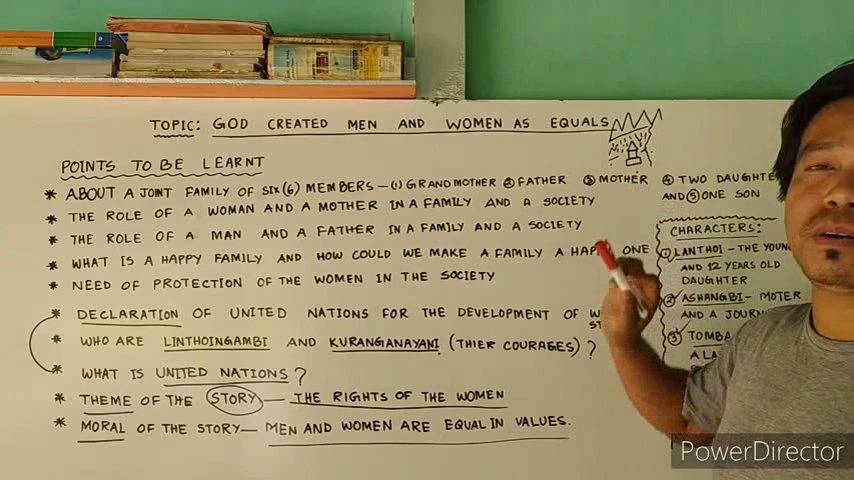 TOPIC: GOD CREATED MEN AND WOMEN AS EQUALS
POINTS TO BE LEARNT
* ABOUT A JOINT FAMILY OF SIX(6) MEMBERS – (1) GRANDMOTHER ② FATHER ③ MOTHER ④ TWO
AND ⑤ ONE SON
* THE ROLE OF A WOMAN AND A MOTHER IN A FAMILY AND A SOCIETY
* THE ROLE OF A MAN AND A FATHER IN A FAMILY AND A SOCIETY
* WHAT IS A HAPPY FAMILY AND HOW COULD WE MAKE A FAMILY A ONE
* NEED OF PROTECTION OF THE WOMEN IN THE SOCIETY
* DECLARATION OF UNITED NATIONS FOR THE DEVELOPMENT OF
* WHO ARE LINTHOINGAMBI AND KURANGANAYANI (THIER COURAGES) ?
* WHAT IS UNITED NATIONS?
* THEME OF THE STORY – THE RIGHTS OF THE WOMEN
* MORAL OF THE STORY – MEN AND WOMEN ARE EQUAL IN VALUES.
CHARACTERS:
① LANTHOI – THE
AND 12 YEARS OLD
DAUGHTER
② ASHANGBI – MOTER
AND A
③
PowerDirector